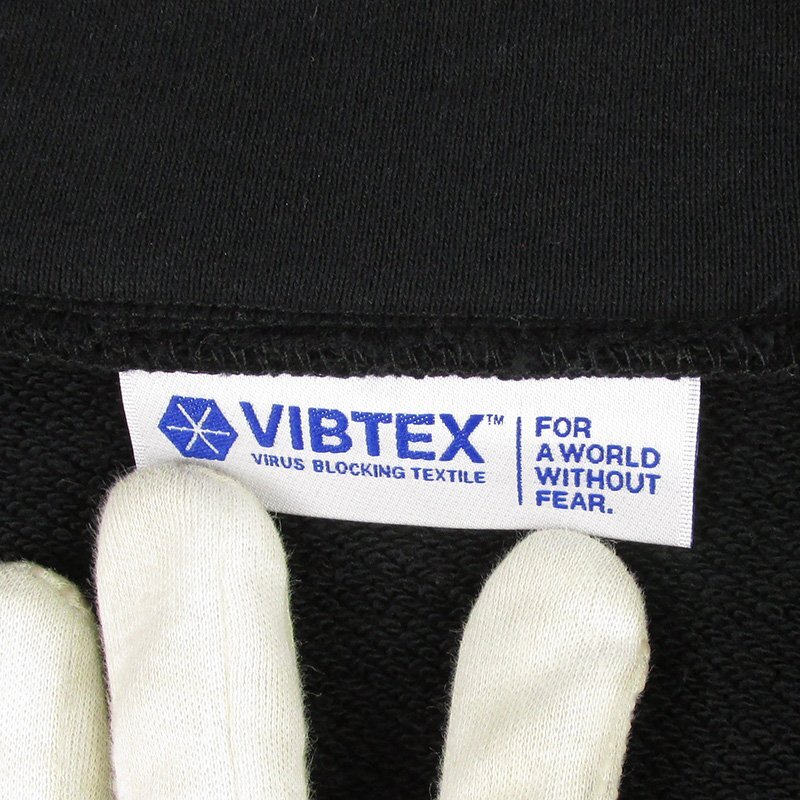 VIBTEX™
VIRUS BLOCKING TEXTILE
FOR
A WORLD
WITHOUT
FEAR.